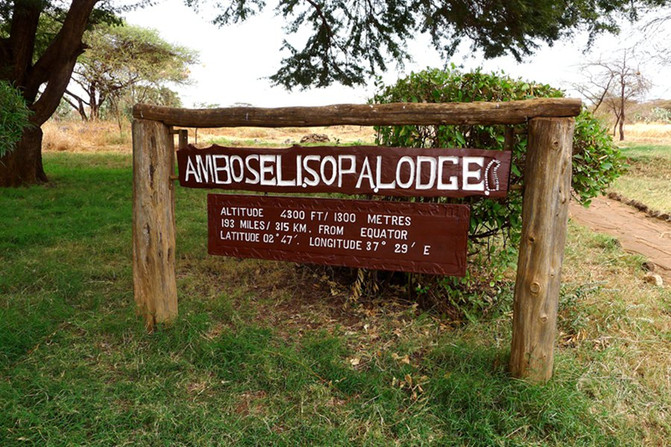 AMBOSELI.SOPA.LODGE.
ALTITUDE 4300 FT/ 1300 METRES
193 MILES/ 315 KM. FROM EQUATOR
LATITUDE 02° 47'. LONGITUDE 37° 29' E